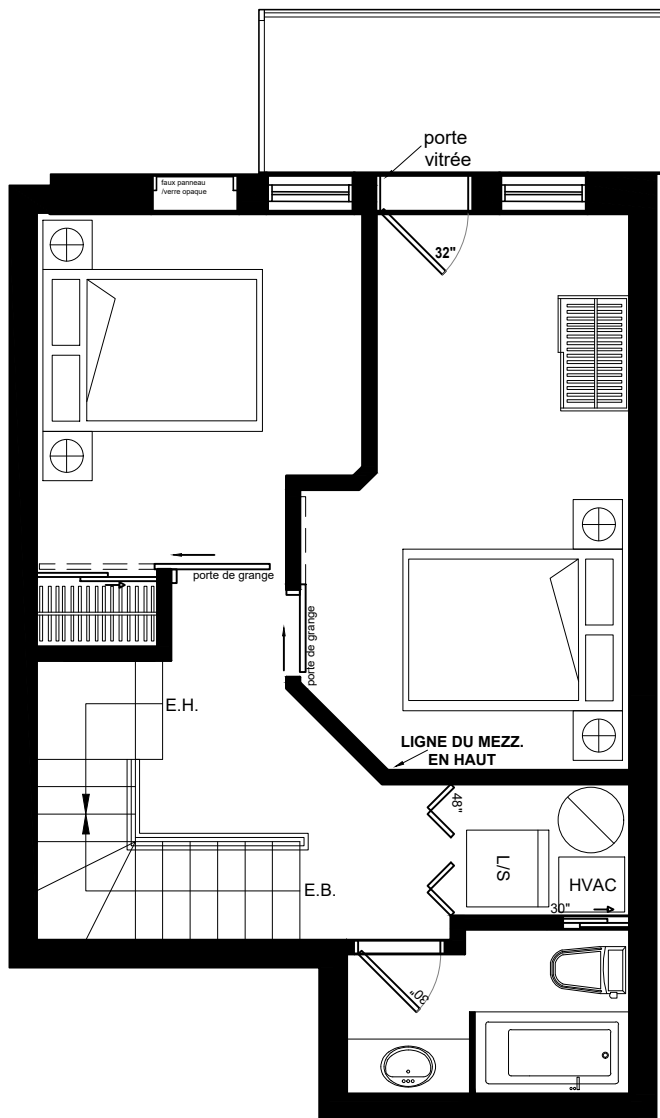 porte
vitrée
faux panneau
/verre opaque
32"
porte de grange
porte de grange
E.H.
LIGNE DU MEZZ.
EN HAUT
48"
L/S
HVAC
E.B.
30"
30"